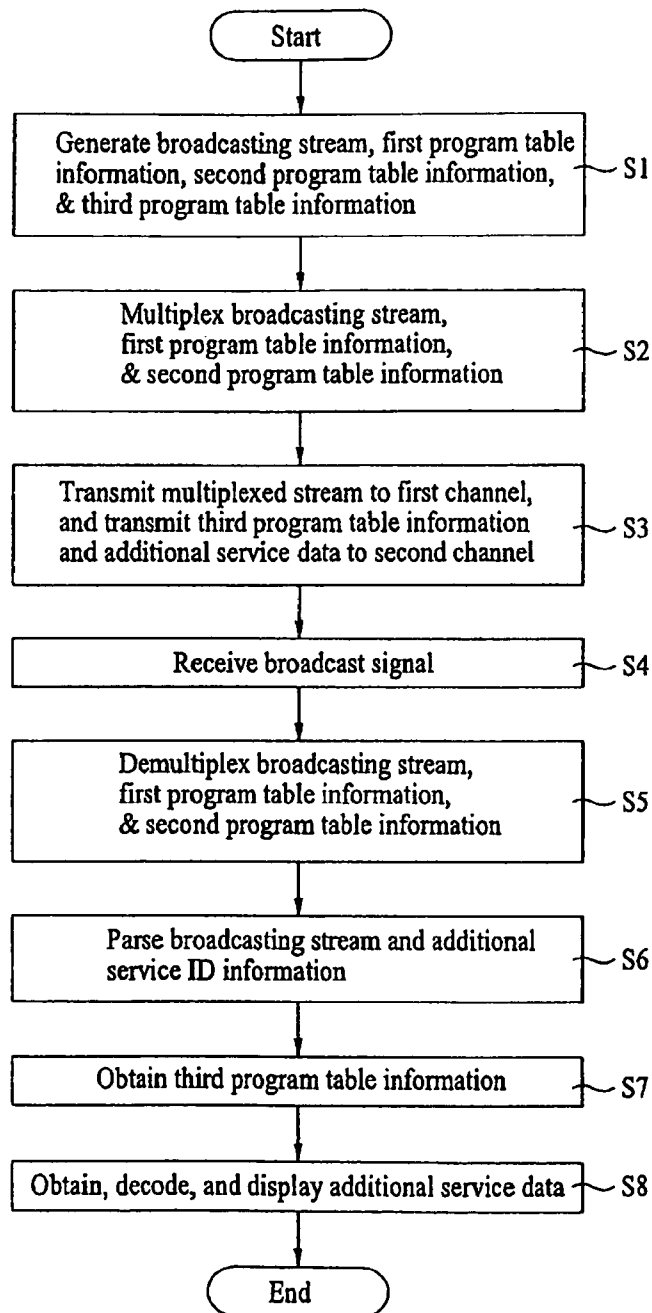 Start
Generate broadcasting stream, first program table
information, second program table information,
& third program table information
S1
Multiplex broadcasting stream,
first program table information,
& second program table information
S2
Transmit multiplexed stream to first channel,
and transmit third program table information
and additional service data to second channel
S3
Receive broadcast signal
S4
Demultiplex broadcasting stream,
first program table information,
& second program table information
S5
Parse broadcasting stream and additional
service ID information
S6
Obtain third program table information
S7
Obtain, decode, and display additional service data
S8
End